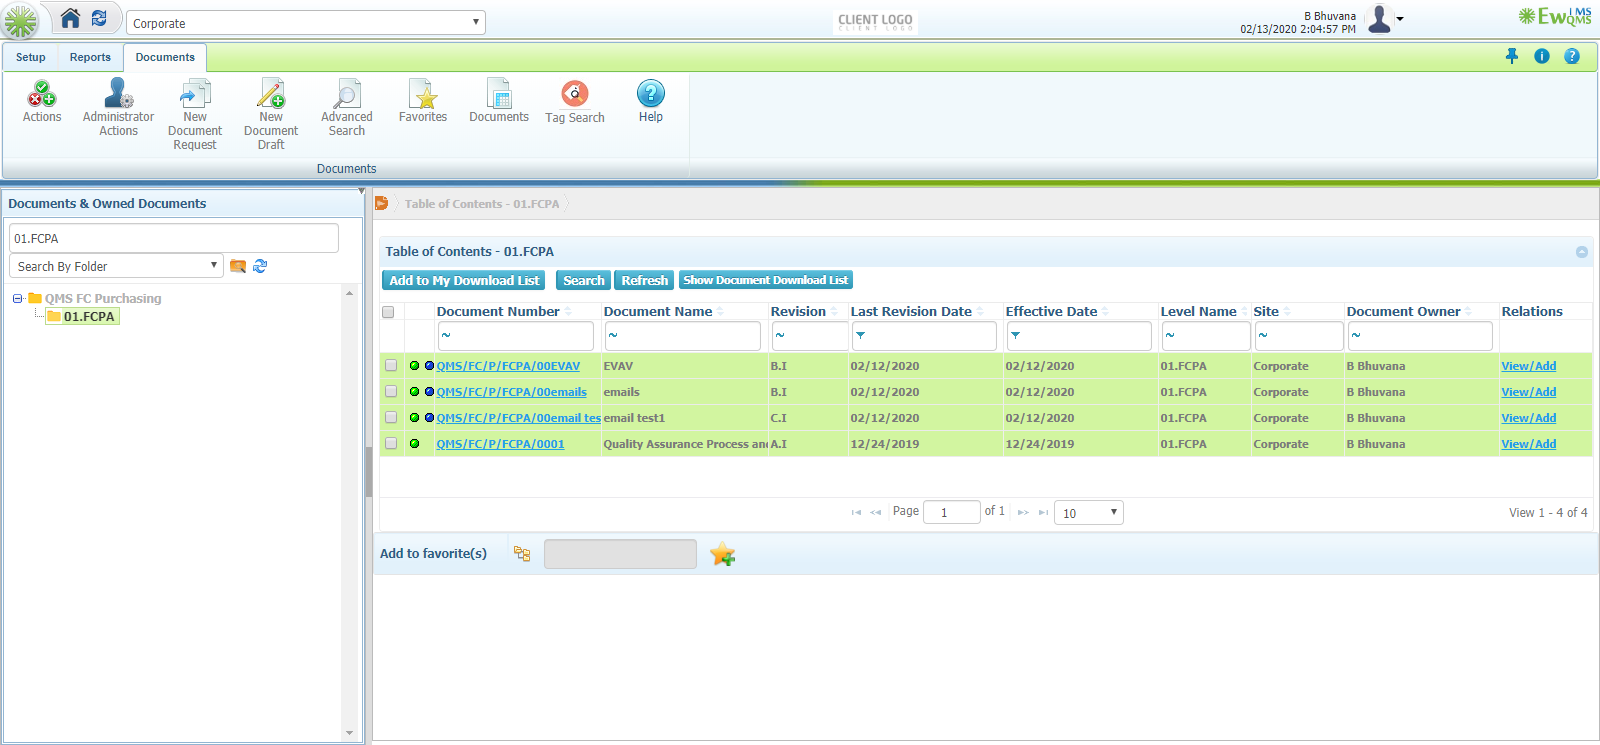 Corporate
CLIENT LOGO
CLIENT LOGO
B Bhuvana
02/13/2020 2:04:57 PM
EwIMS
QMS
Setup Reports Documents
Actions
Administrator Actions
New Document Request
New Document Draft
Advanced Search
Favorites
Documents
Tag Search
Help
Documents
Documents & Owned Documents
01.FCPA
Search By Folder
QMS FC Purchasing
01.FCPA
Table of Contents - 01.FCPA
Table of Contents - 01.FCPA
Add to My Download List Search Refresh Show Document Download List
Document Number Document Name Revision Last Revision Date Effective Date Level Name Site Document Owner Relations
~ ~ ~ ~ ~ ~
QMS/FC/P/FCPA/00EVAV EVAV B.I 02/12/2020 02/12/2020 01.FCPA Corporate B Bhuvana View/Add
QMS/FC/P/FCPA/00emails emails B.I 02/12/2020 02/12/2020 01.FCPA Corporate B Bhuvana View/Add
QMS/FC/P/FCPA/00email tes email test1 C.I 02/12/2020 02/12/2020 01.FCPA Corporate B Bhuvana View/Add
QMS/FC/P/FCPA/0001 Quality Assurance Process and A.I 12/24/2019 12/24/2019 01.FCPA Corporate B Bhuvana View/Add
Page 1 of 1 10 View 1 - 4 of 4
Add to favorite(s)